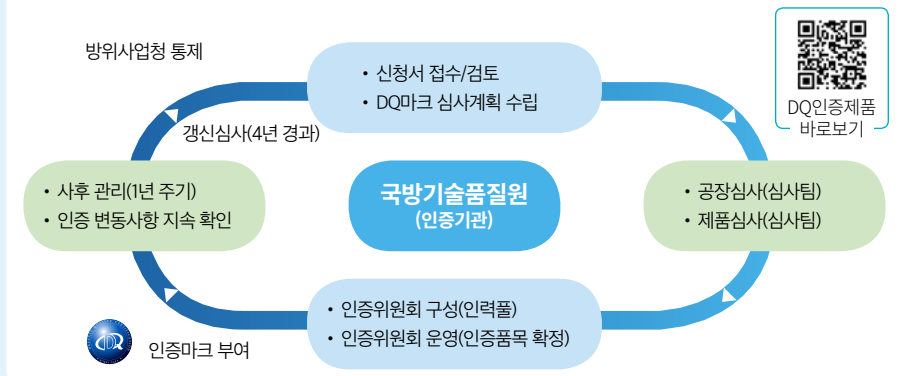 방위사업청 통제
• 신청서 접수/검토
• DQ마크 심사계획 수립
DQ인증제품
바로보기
갱신심사(4년 경과)
• 사후 관리(1년 주기)
• 인증 변동사항 지속 확인
국방기술품질원
(인증기관)
• 공장심사(심사팀)
• 제품심사(심사팀)
• 인증위원회 구성(인력풀)
• 인증위원회 운영(인증품목 확정)
DQ
인증마크 부여